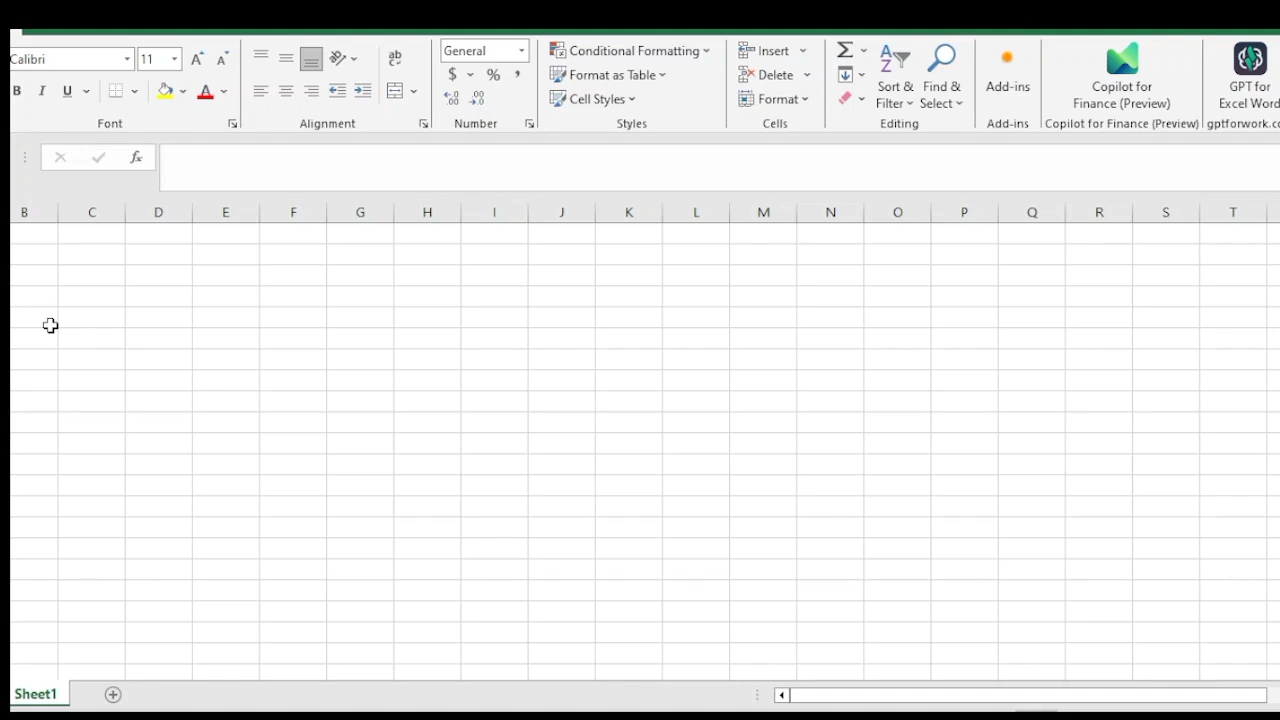 Calibri 11 General Conditional Formatting Insert Σ
$ % , Format as Table Delete Sort & Find & Add-ins Copilot for GPT for
B I U A Cell Styles Format Filter Select Finance (Preview) Excel Word
Font Alignment Number Styles Cells Editing Add-ins Copilot for Finance (Preview) gptforwork.co
fx
B C D E F G H I J K L M N O P Q R S T
Sheet1